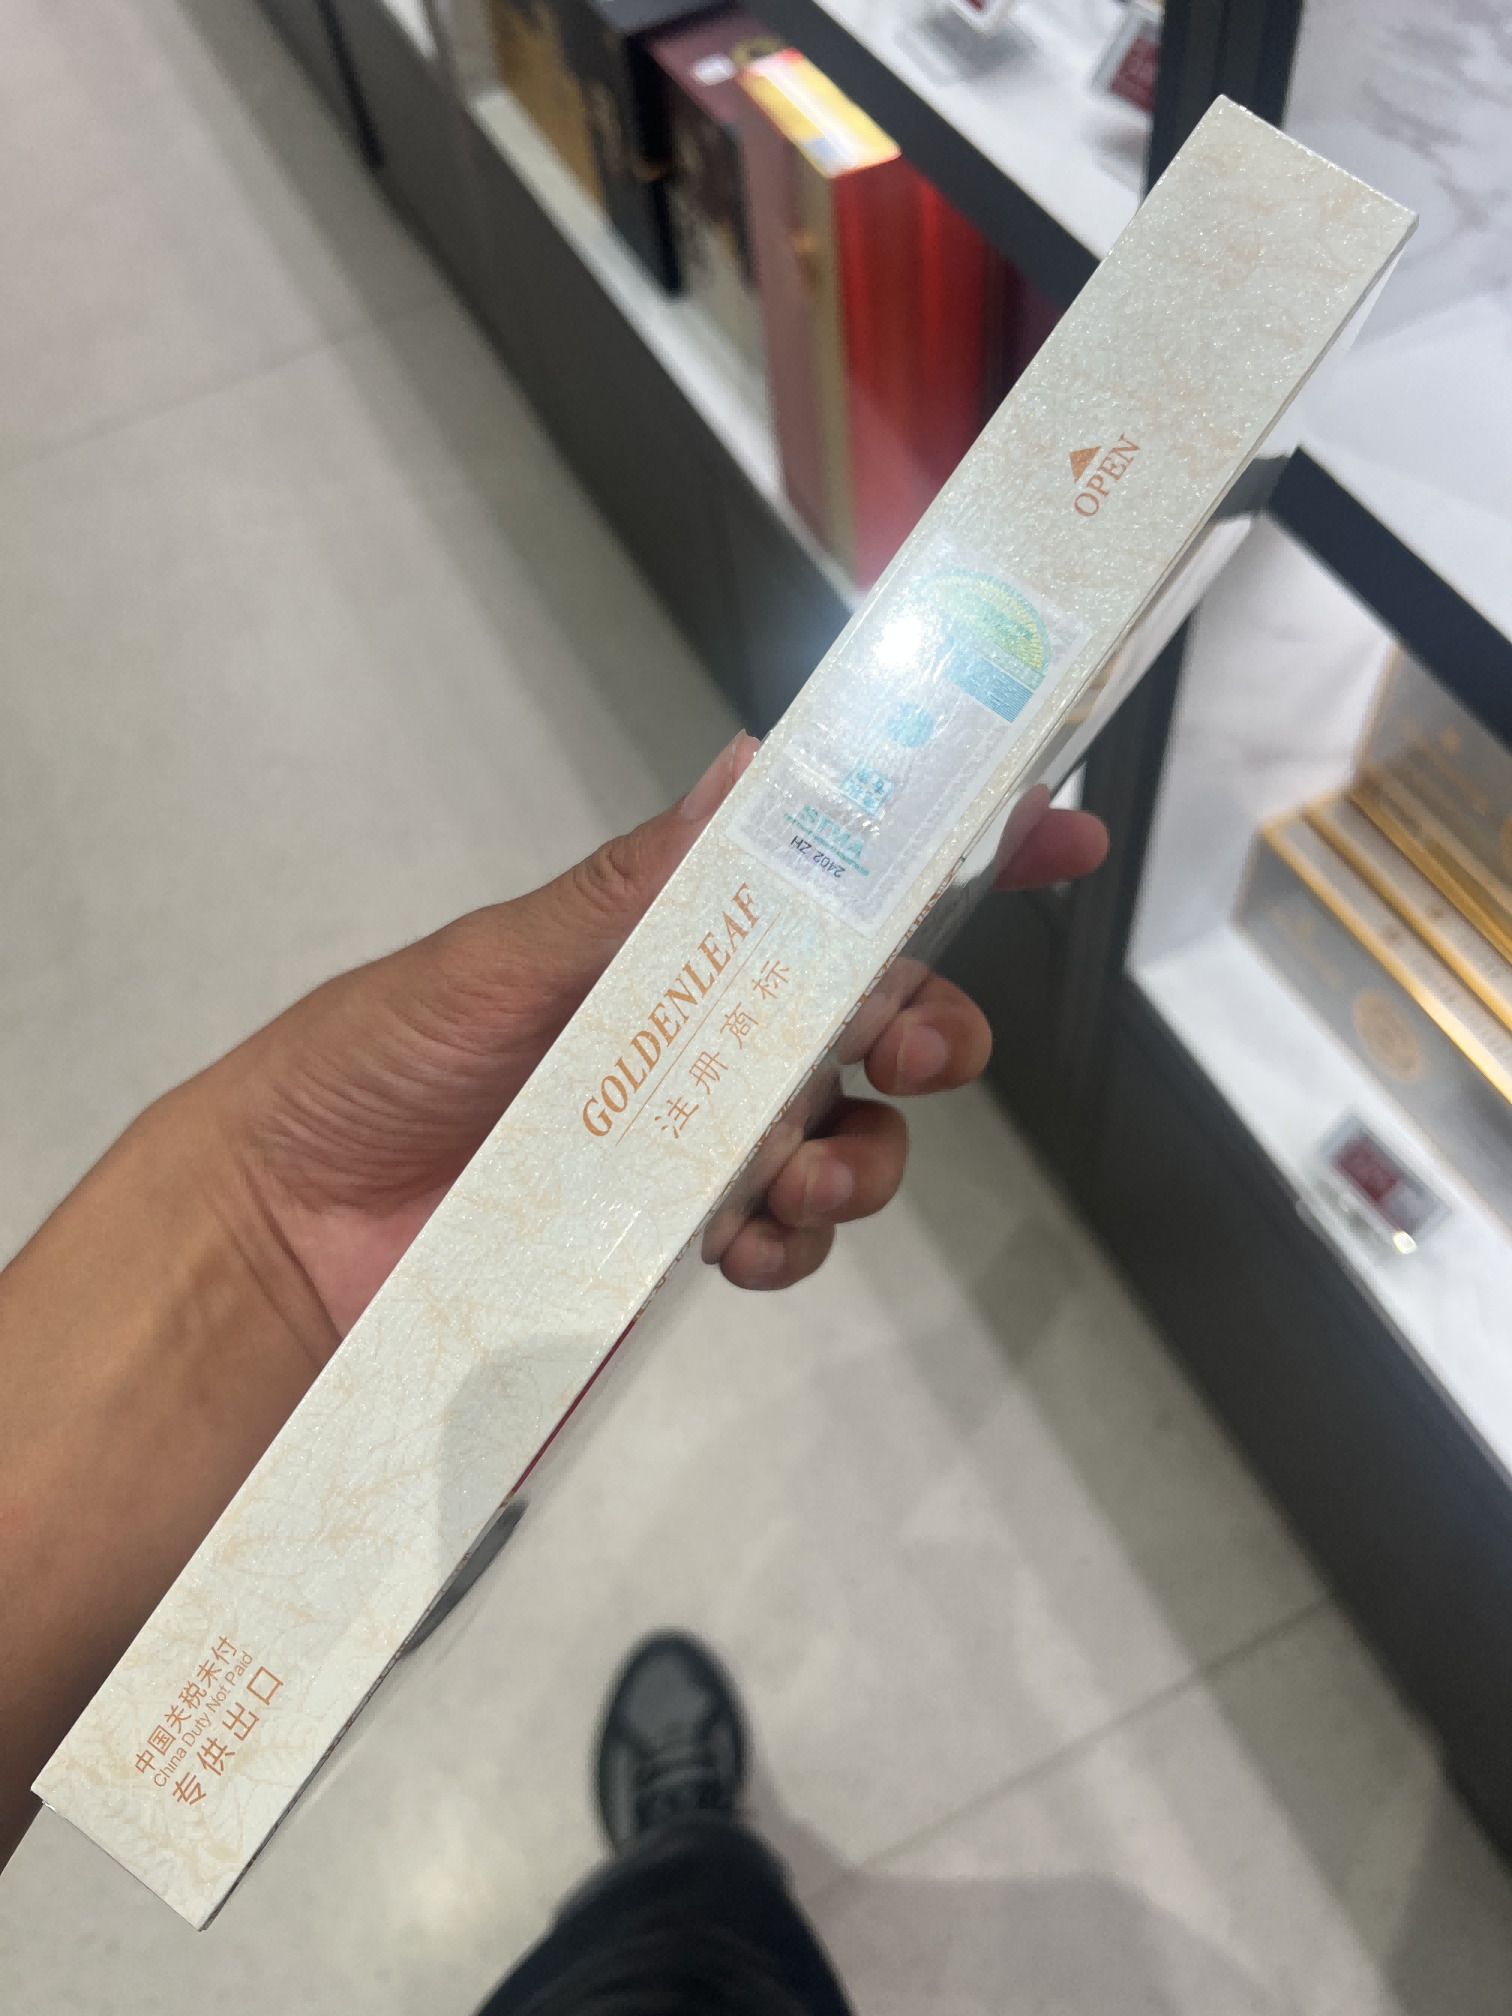 OPEN
2402 ZH
GOLDENLEAF
注册商标
中国关税未付
China Duty Not Paid
专供出口